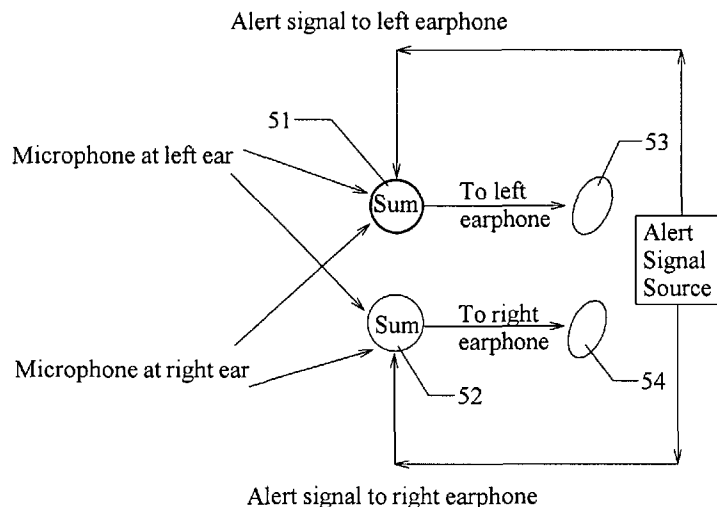 Alert signal to left earphone
51
53
Microphone at left ear
Sum
To left
earphone
Alert
Signal
Source
Sum
To right
earphone
Microphone at right ear
52
54
Alert signal to right earphone